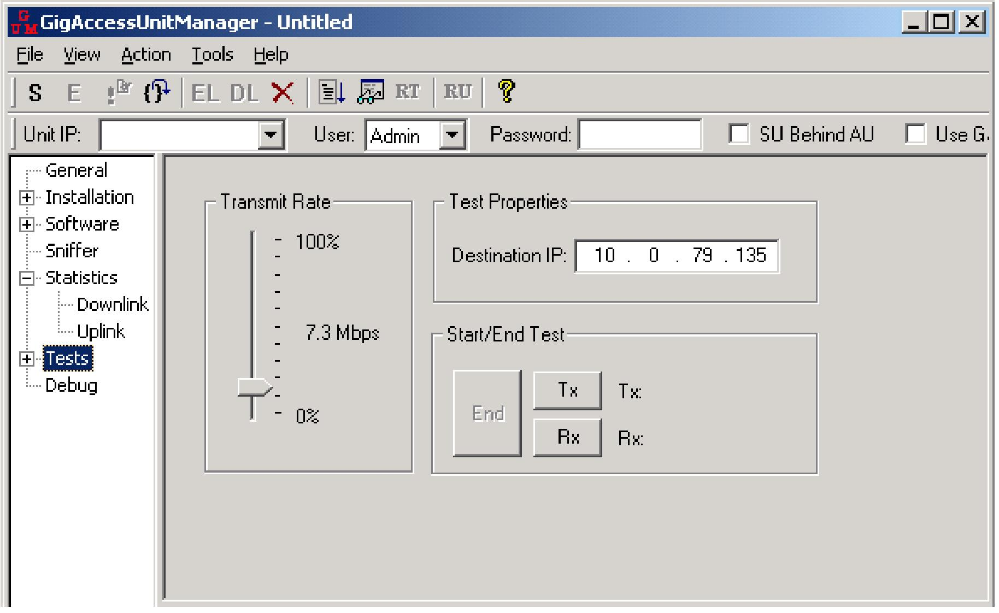 G
U M GigAccessUnitManager - Untitled
File View Action Tools Help
S E EL DL RT RU ?
Unit IP: User: Admin Password: SU Behind AU Use G
General
Installation
Software
Sniffer
Statistics
Downlink
Uplink
Tests
Debug
Transmit Rate
100%
7.3 Mbps
0%
Test Properties
Destination IP: 10 . 0 . 79 . 135
Start/End Test
End
Tx Tx:
Rx Rx: